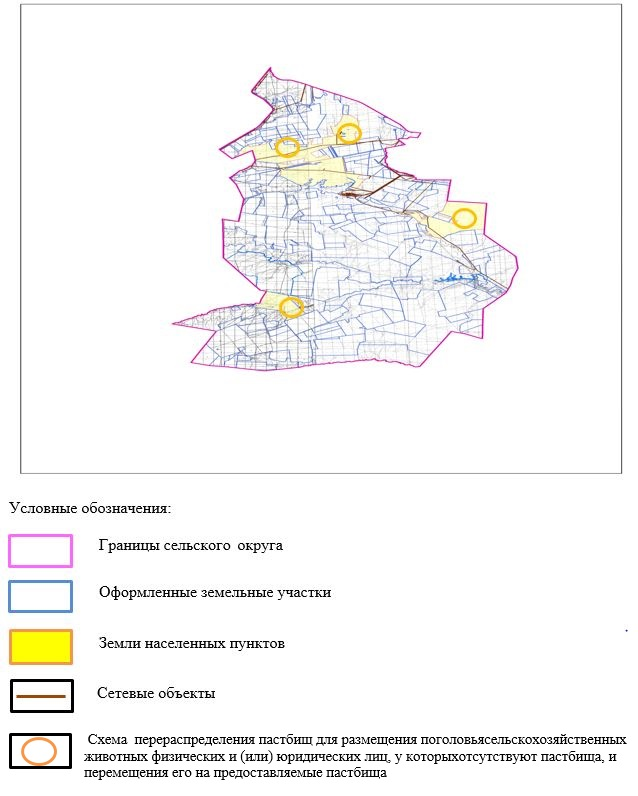 Условные обозначения:
Границы сельского округа
Оформленные земельные участки
Земли населенных пунктов
Сетевые объекты
Схема перераспределения пастбищ для размещения поголовьясельскохозяйственных
животных физических и (или) юридических лиц, у которыхотсутствуют пастбища, и
перемещения его на предоставляемые пастбища